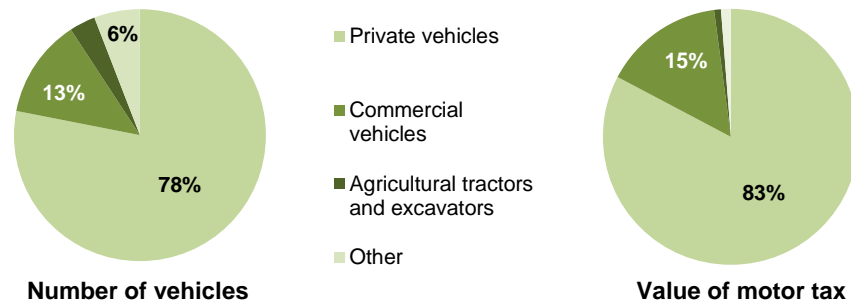 6%
13%
78%
Number of vehicles
Private vehicles
Commercial
vehicles
Agricultural tractors
and excavators
Other
15%
83%
Value of motor tax